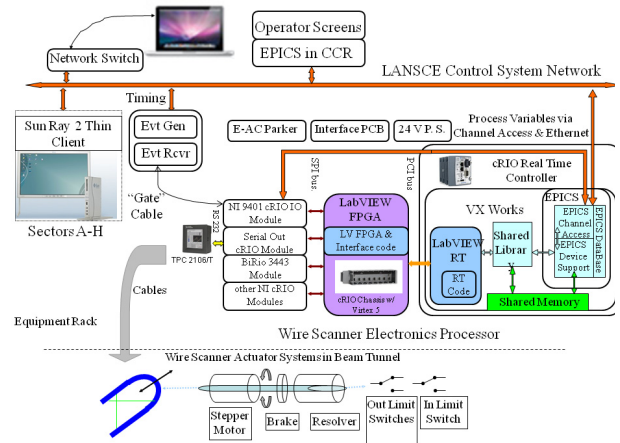 Operator Screens
EPICS in CCR
Network Switch
LANSCE Control System Network
Timing
Sun Ray 2 Thin
Client
Evt Gen
Evt Rcvr
E-AC Parker
Interface PCB
24 V P. S.
Process Variables via
Channel Access & Ethernet
cRIO Real Time
Controller
SPI bus
PCI bus
"Gate"
Cable
Sectors A-H
RS 232
NI 9401 cRIO IO
Module
Serial Out
cRIO Module
BiRio 3443
Module
other NI cRIO
Modules
LabVIEW
FPGA
LV FPGA &
Interface code
cRIO Chassis w/
Virtex 5
VX Works
EPICS
LabVIEW
RT
RT
Code
Shared
Librar
y
EPICS
Channel
Access
EPICS
Device
Support
EPICS DataBase
Shared Memory
TPC 2106/T
Cables
Equipment Rack
Wire Scanner Electronics Processor
Wire Scanner Actuator Systems in Beam Tunnel
Stepper
Motor
Brake
Resolver
Out Limit
Switches
In Limit
Switch